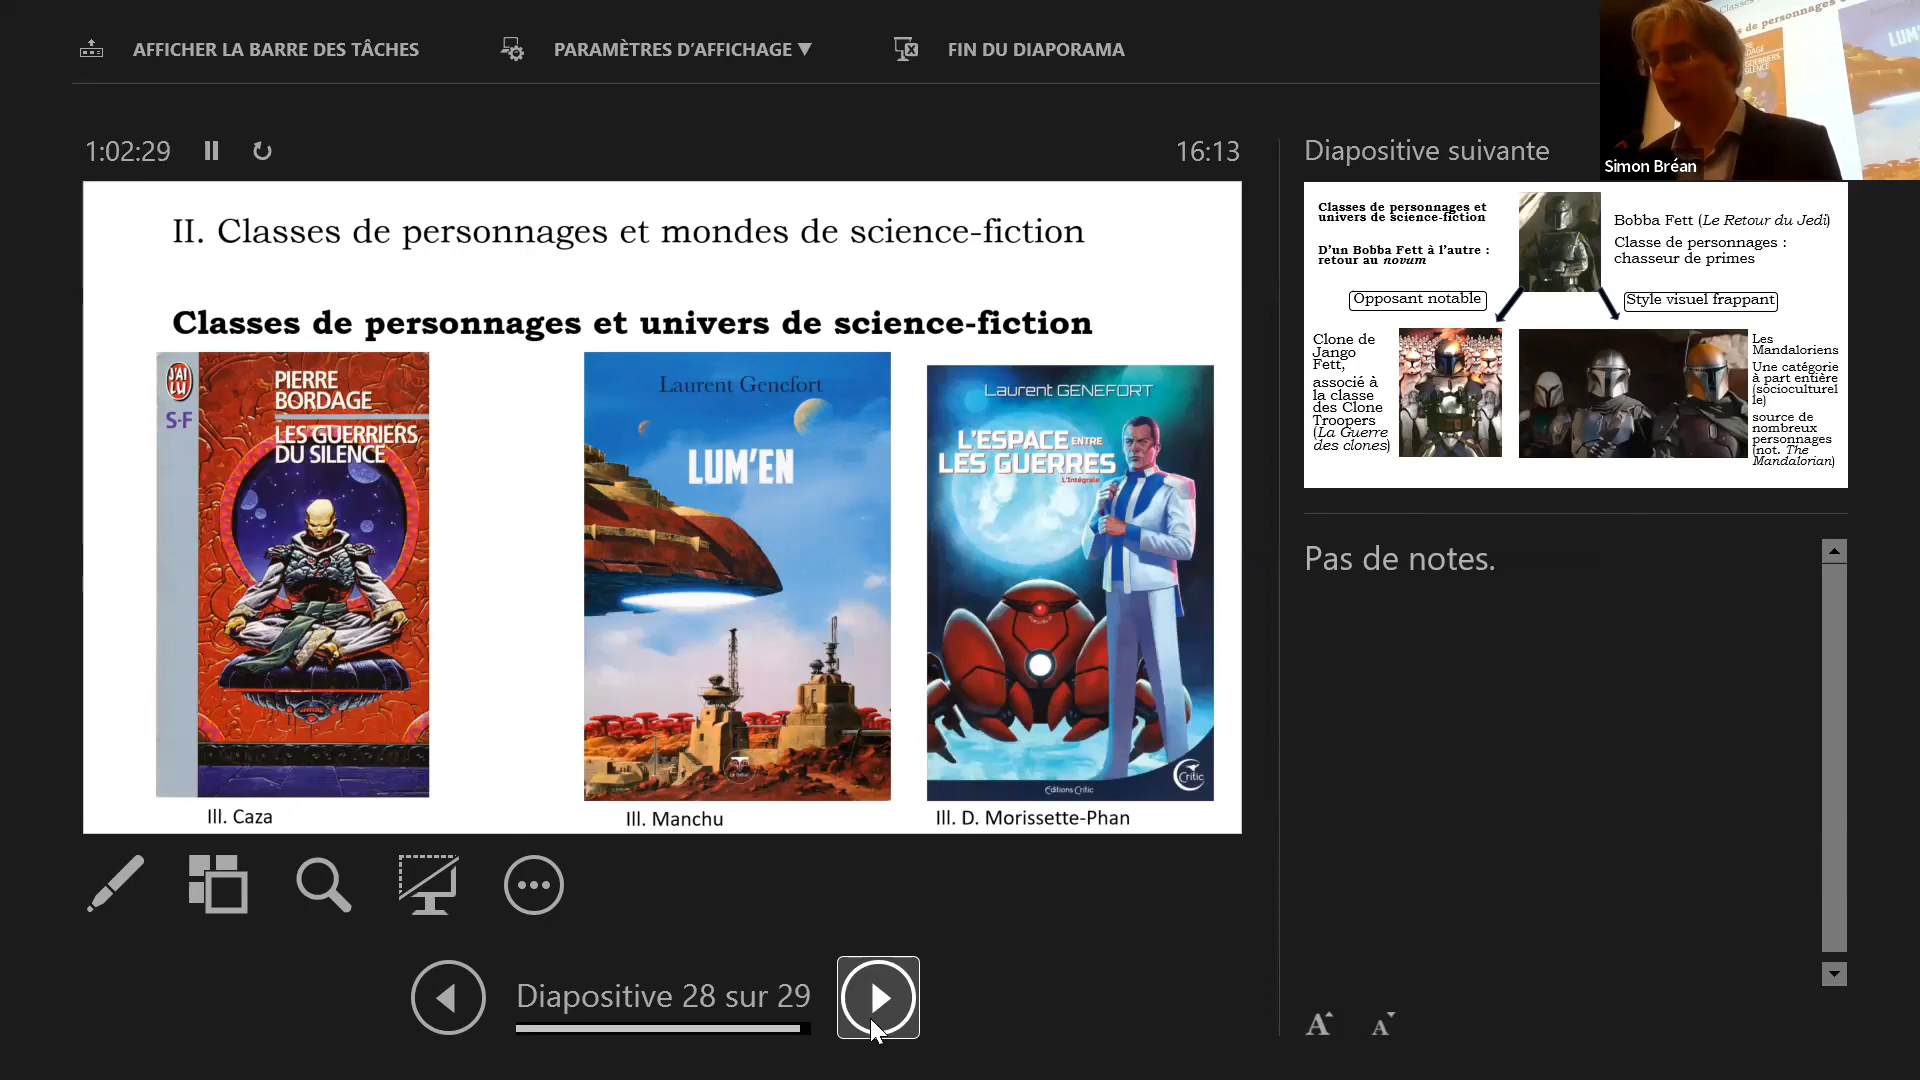 AFFICHER LA BARRE DES TÂCHES
PARAMÈTRES D'AFFICHAGE ▼
FIN DU DIAPORAMA
1:02:29
16:13
Diapositive suivante
Simon Bréan
II. Classes de personnages et mondes de science-fiction
Classes de personnages et univers de science-fiction
J'AI
LU
S-F
PIERRE
BORDAGE
LES GUERRIERS
DU SILENCE
Ill. Caza
Laurent Genefort
LUM'EN
Ill. Manchu
Laurent GENEFORT
L'ESPACE ENTRE
LES GUERRES
L'Intégrale
Critic
Editions Critic
Ill. D. Morissette-Phan
Classes de personnages et
univers de science-fiction
D'un Bobba Fett à l'autre :
retour au novum
Bobba Fett (Le Retour du Jedi)
Classe de personnages :
chasseur de primes
Opposant notable
Style visuel frappant
Clone de
Jango
Fett,
associé à
la classe
des Clone
Troopers
(La Guerre
des clones)
Les
Mandaloriens
Une catégorie
à part entière
(socioculturel
le)
source de
nombreux
personnages
(not. The
Mandalorian)
Pas de notes.
Diapositive 28 sur 29
A A